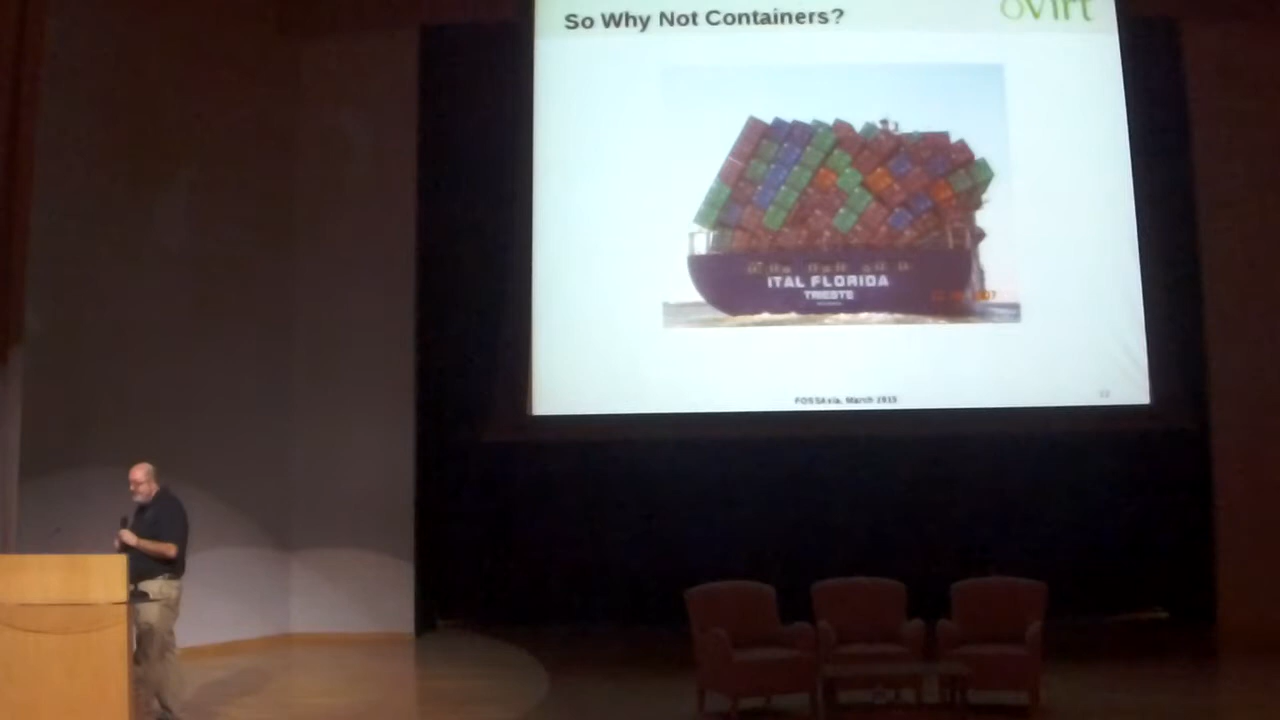 So Why Not Containers?
oVirt
ITAL FLORIDA
TRIESTE
FOSSAsia, March 2015